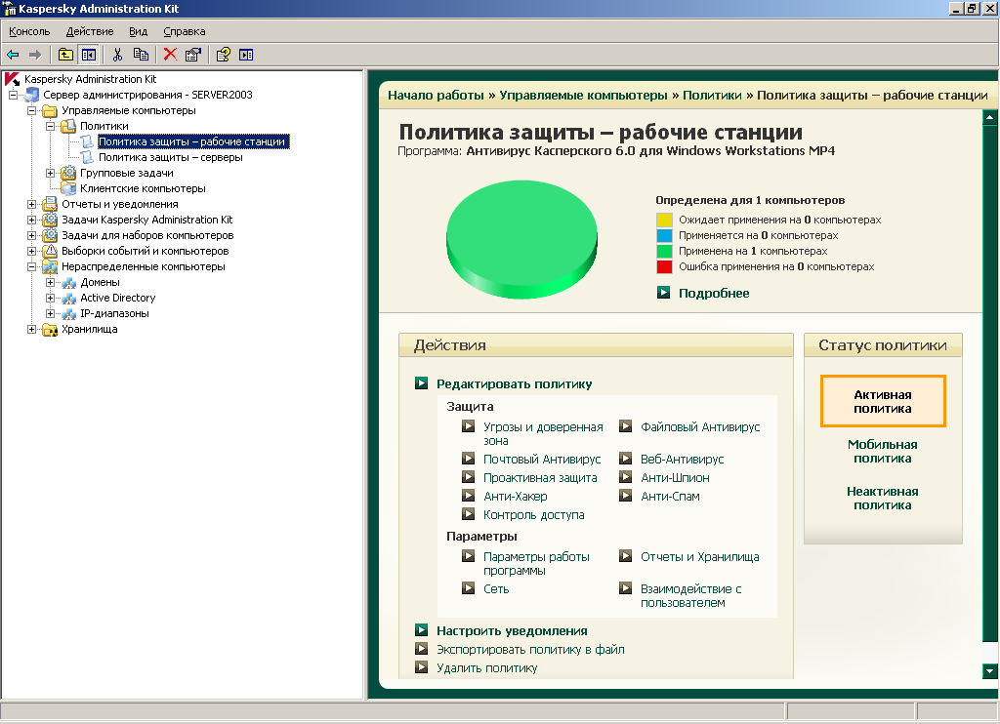 Kaspersky Administration Kit
Консоль Действие Вид Справка
Kaspersky Administration Kit
Сервер администрирования - SERVER2003
Управляемые компьютеры
Политики
Политика защиты – рабочие станции
Политика защиты – серверы
Групповые задачи
Клиентские компьютеры
Отчеты и уведомления
Задачи Kaspersky Administration Kit
Задачи для наборов компьютеров
Выборки событий и компьютеров
Нераспределенные компьютеры
Домены
Active Directory
IP-диапазоны
Хранилища
Начало работы » Управляемые компьютеры » Политики » Политика защиты – рабочие станции
Политика защиты – рабочие станции
Программа: Антивирус Касперского 6.0 для Windows Workstations MP4
Определена для 1 компьютеров
Ожидает применения на 0 компьютерах
Применяется на 0 компьютерах
Применена на 1 компьютерах
Ошибка применения на 0 компьютерах
Подробнее
Действия
Редактировать политику
Защита
Угрозы и доверенная зона
Файловый Антивирус
Почтовый Антивирус
Веб-Антивирус
Проактивная защита
Анти-Шпион
Анти-Хакер
Анти-Спам
Контроль доступа
Параметры
Параметры работы программы
Отчеты и Хранилища
Сеть
Взаимодействие с пользователем
Настроить уведомления
Экспортировать политику в файл
Удалить политику
Статус политики
Активная политика
Мобильная политика
Неактивная политика